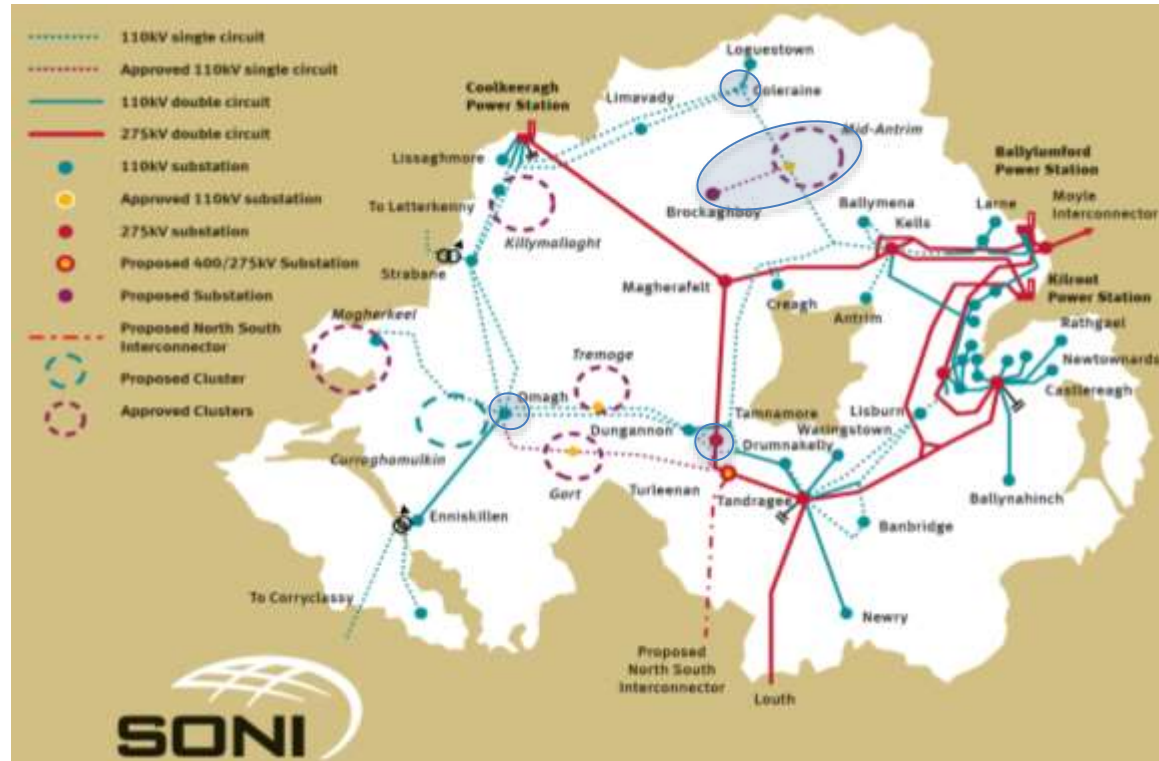 110kV single circuit
Approved 110kV single circuit
110kV double circuit
275kV double circuit
110kV substation
Approved 110kV substation
275kV substation
Proposed 400/275kV Substation
Proposed Substation
Proposed North South
Interconnector
Proposed Cluster
Approved Clusters
Loguestown
Coleraine
Limavady
Coolkeeragh
Power Station
Mid-Antrim
Lissaghmore
Ballylumford
Power Station
Moyle
Interconnector
To Letterkenny
Brockaghboy
Ballymena
Larne
Kells
Killymallaght
Strabane
Magherafelt
Creagh
Antrim
Kilroot
Power Station
Rathgael
Magherkeel
Tremoge
Newtownards
Castlereagh
Omagh
Dungannon
Tamnamore
Lisburn
Waringstown
Drumnakelly
Curraghamulkin
Gort
Turleenan
Tandragee
Ballynahinch
Enniskillen
Banbridge
To Corryclassy
Newry
Proposed
North South
Interconnector
Louth
SONI